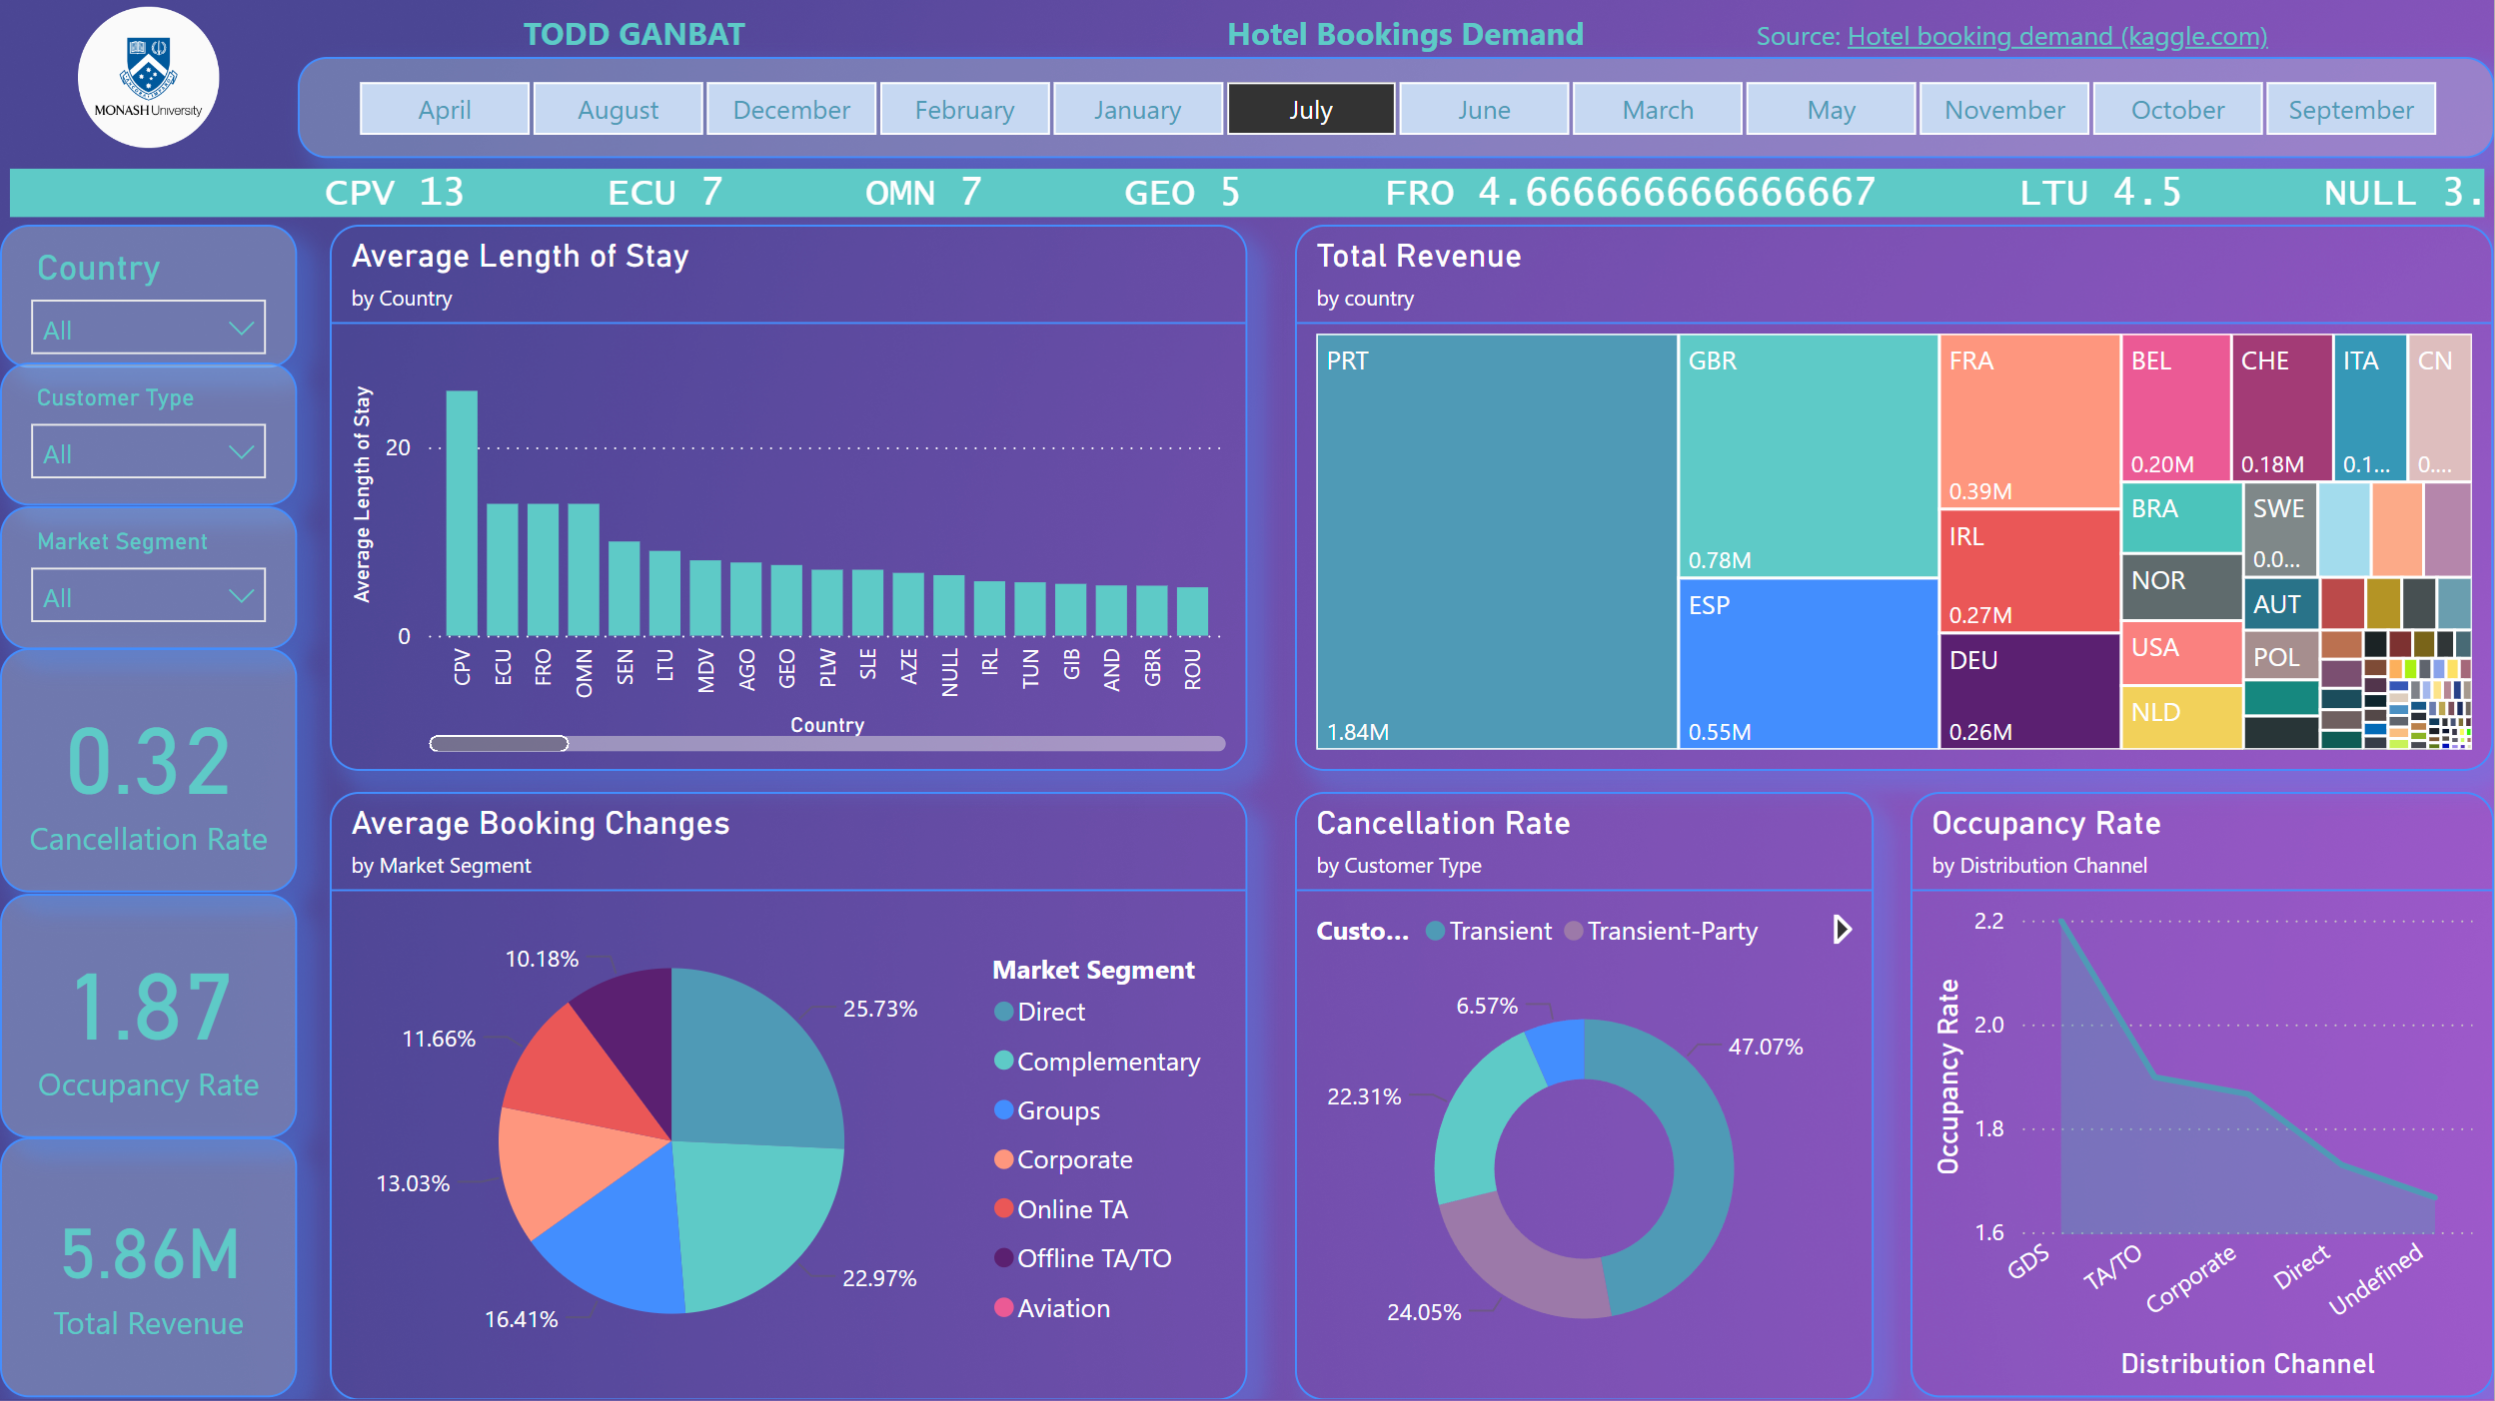 TODD GANBAT
Hotel Bookings Demand
Source: Hotel booking demand (kaggle.com)
MONASH University
April
August
December
February
January
July
June
March
May
November
October
September
CPV 13
ECU 7
OMN 7
GEO 5
FRO 4.666666666666667
LTU 4.5
NULL 3.
Country
All
Customer Type
All
Market Segment
All
0.32
Cancellation Rate
1.87
Occupancy Rate
5.86M
Total Revenue
Average Length of Stay
by Country
Average Length of Stay
20
0
CPV
ECU
FRO
OMN
SEN
LTU
MDV
AGO
GEO
PLW
SLE
AZE
NULL
IRL
TUN
GIB
AND
GBR
ROU
Country
Total Revenue
by country
PRT
1.84M
GBR
0.78M
ESP
0.55M
FRA
0.39M
IRL
0.27M
DEU
0.26M
BEL
0.20M
CHE
0.18M
ITA
0.1...
CN
0....
BRA
NOR
USA
NLD
SWE
0.0...
AUT
POL
Average Booking Changes
by Market Segment
10.18%
25.73%
11.66%
13.03%
16.41%
22.97%
Market Segment
Direct
Complementary
Groups
Corporate
Online TA
Offline TA/TO
Aviation
Cancellation Rate
by Customer Type
Custo...
Transient
Transient-Party
6.57%
47.07%
22.31%
24.05%
Occupancy Rate
by Distribution Channel
Occupancy Rate
2.2
2.0
1.8
1.6
GDS
TA/TO
Corporate
Direct
Undefined
Distribution Channel